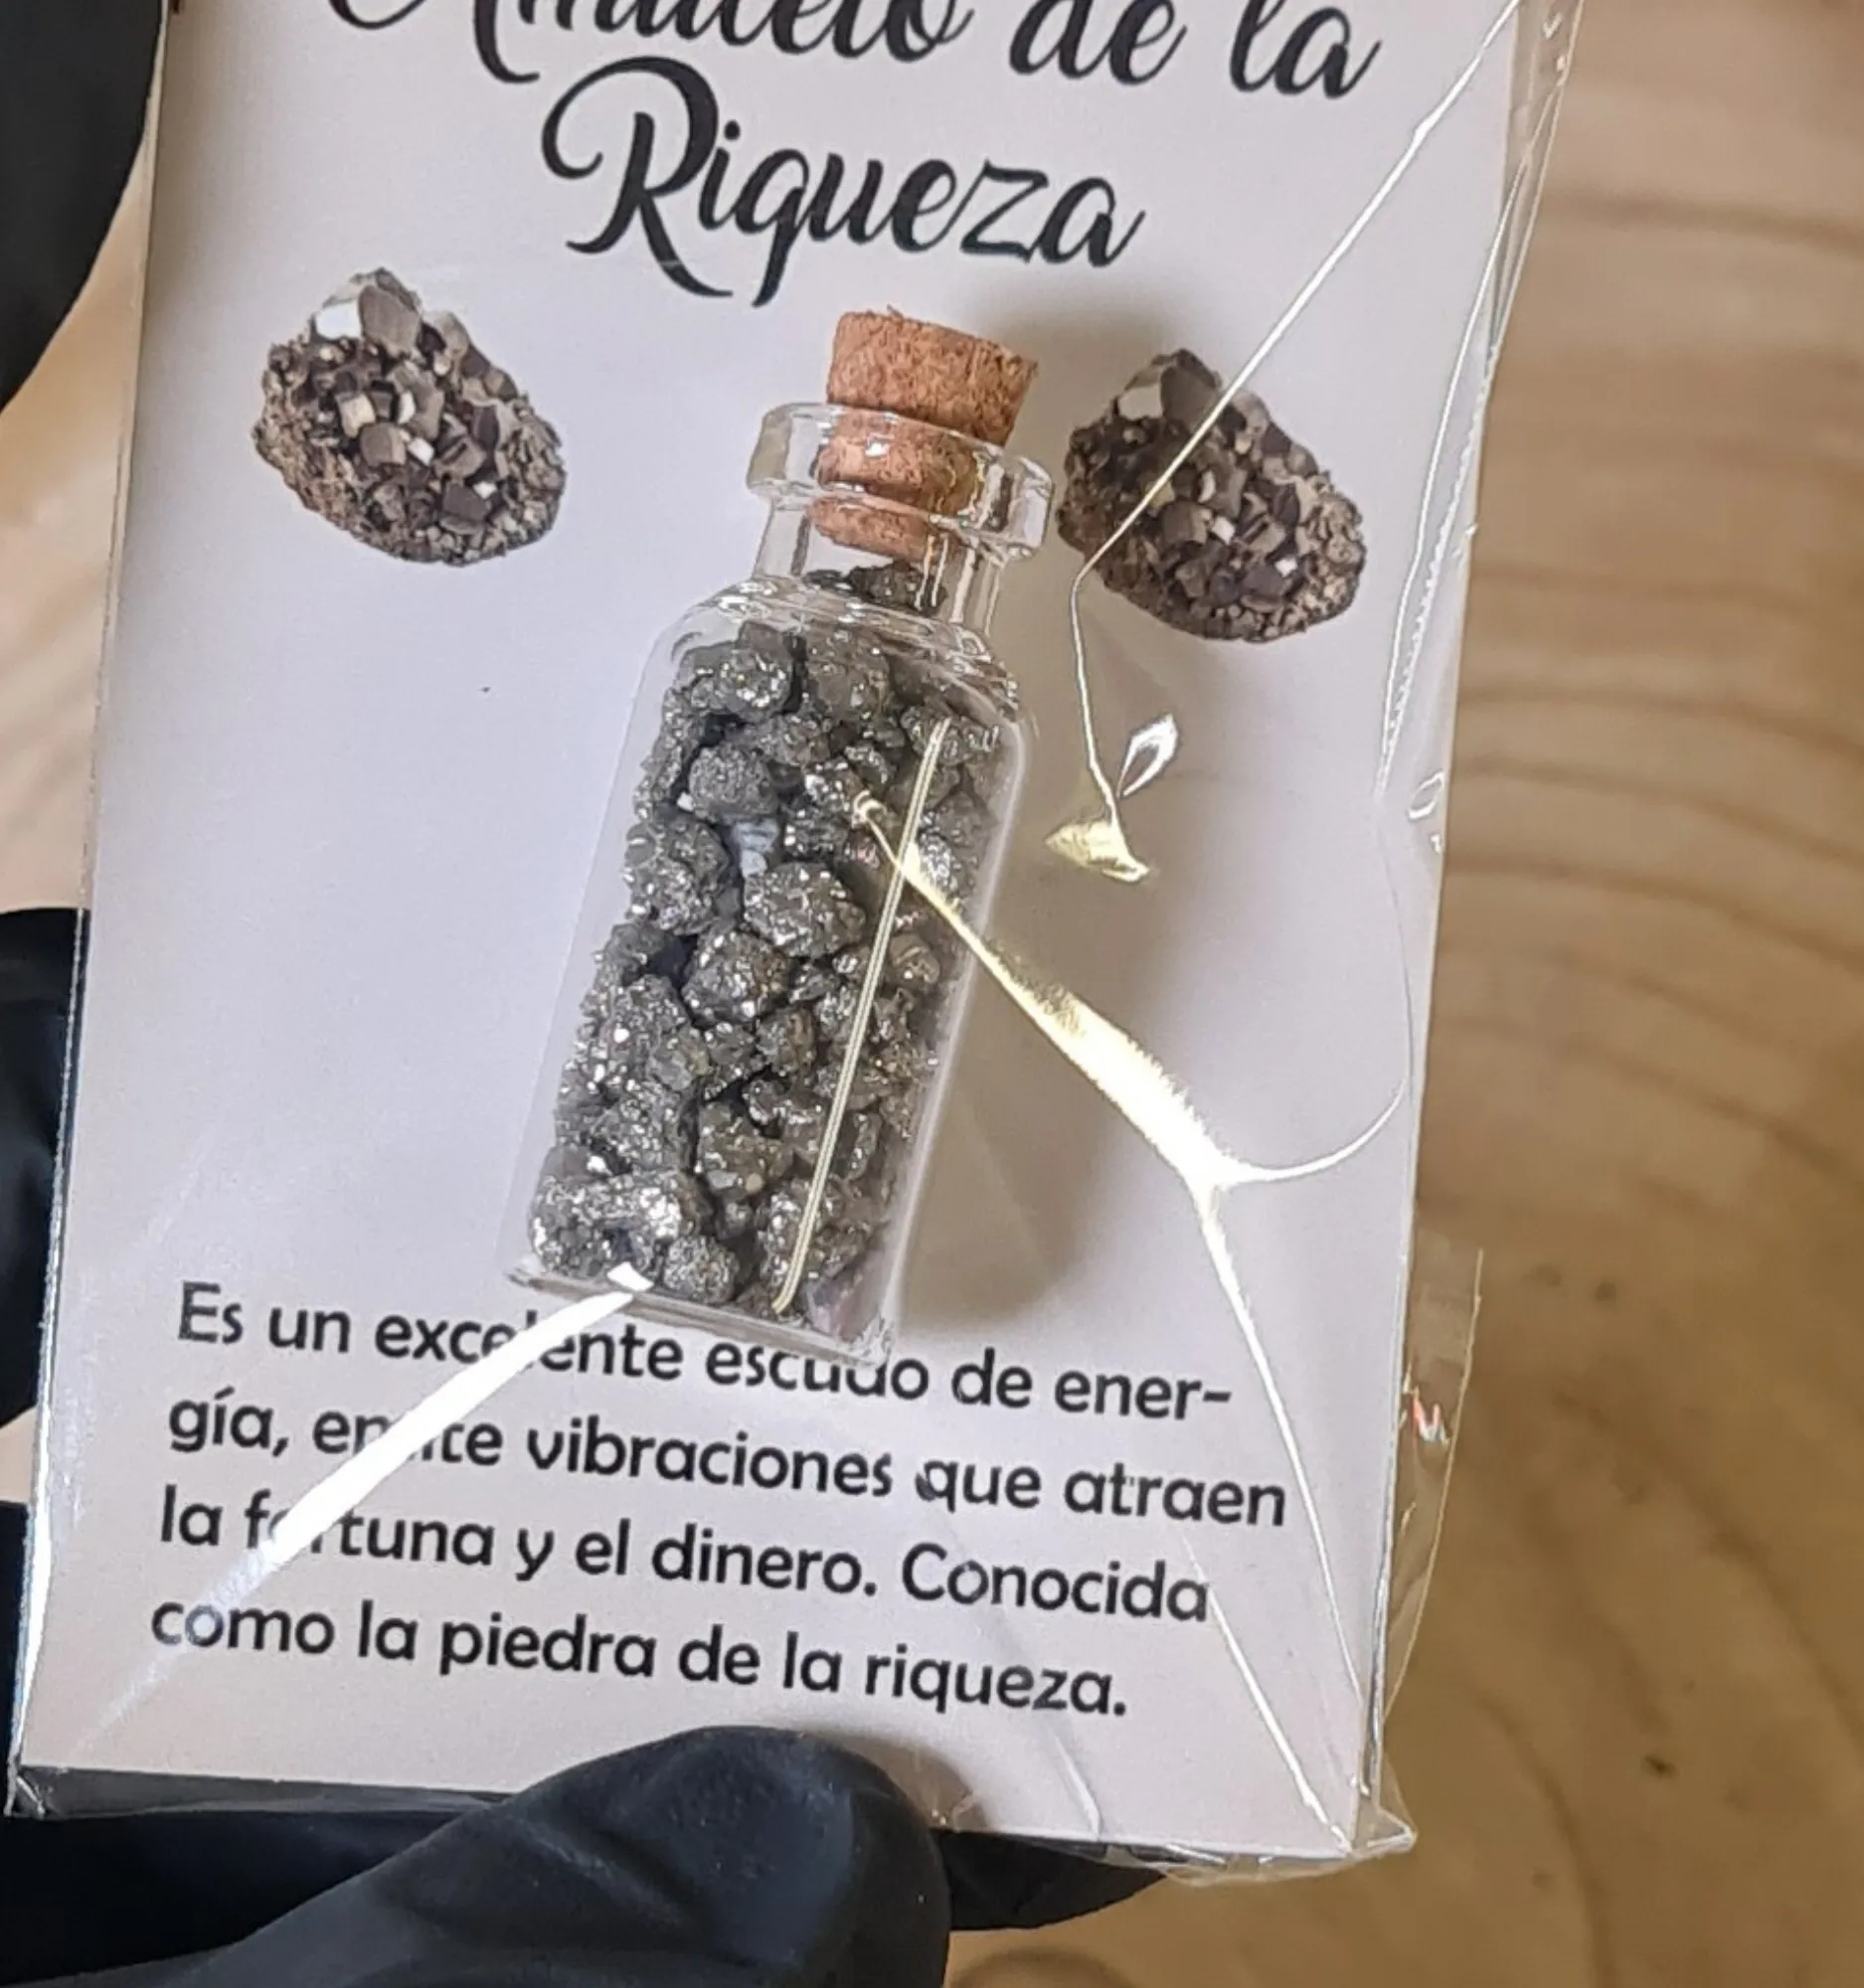 Amuleto de la
Riqueza
Es un excelente escudo de ener-
gía, emite vibraciones que atraen
la fortuna y el dinero. Conocida
como la piedra de la riqueza.